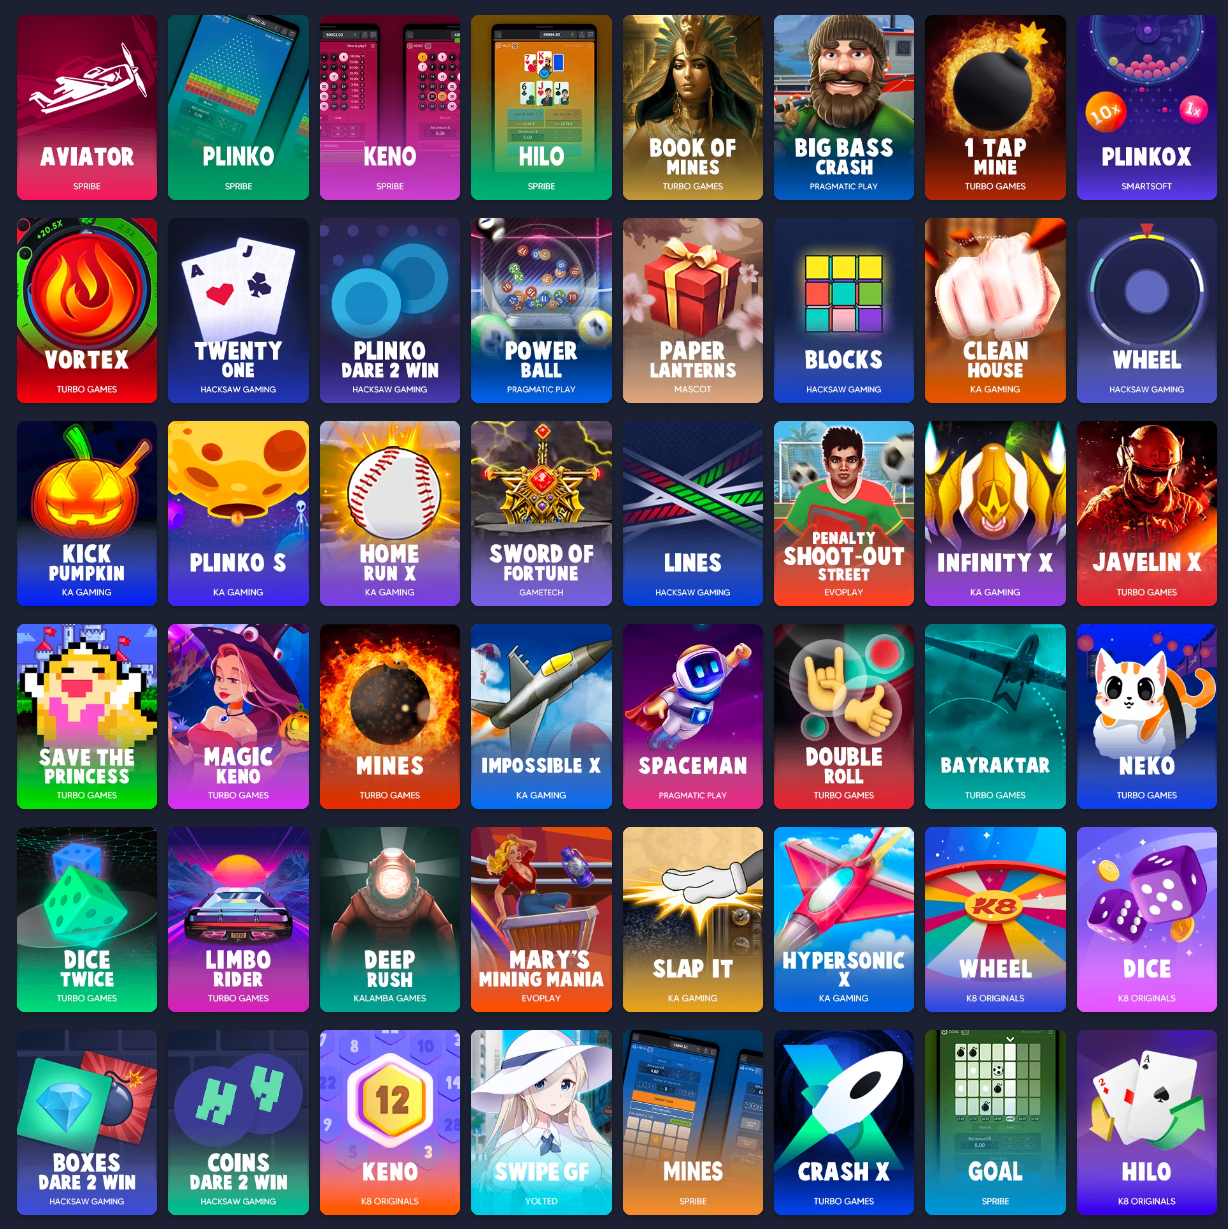 AVIATOR
SPRIBE
PLINKO
SPRIBE
KENO
SPRIBE
HILO
SPRIBE
BOOK OF
MINES
TURBO GAMES
BIG BASS
CRASH
PRAGMATIC PLAY
1 TAP
MINE
TURBO GAMES
10x
1x
PLINKOX
SMARTSOFT
+20.5X
VORTEX
TURBO GAMES
A
J
TWENTY
ONE
HACKSAW GAMING
PLINKO
DARE 2 WIN
HACKSAW GAMING
POWER
BALL
PRAGMATIC PLAY
PAPER
LANTERNS
MASCOT
BLOCKS
HACKSAW GAMING
CLEAN
HOUSE
KA GAMING
WHEEL
HACKSAW GAMING
KICK
PUMPKIN
KA GAMING
PLINKO S
KA GAMING
HOME
RUN X
KA GAMING
SWORD OF
FORTUNE
GAMETECH
LINES
HACKSAW GAMING
PENALTY
SHOOT-OUT
STREET
EVOPLAY
INFINITY X
KA GAMING
JAVELIN X
TURBO GAMES
SAVE THE
PRINCESS
TURBO GAMES
MAGIC
KENO
TURBO GAMES
MINES
TURBO GAMES
IMPOSSIBLE X
KA GAMING
SPACEMAN
PRAGMATIC PLAY
DOUBLE
ROLL
TURBO GAMES
BAYRAKTAR
TURBO GAMES
NEKO
TURBO GAMES
DICE
TWICE
TURBO GAMES
LIMBO
RIDER
TURBO GAMES
DEEP
RUSH
KALAMBA GAMES
MARY'S
MINING MANIA
EVOPLAY
SLAP IT
KA GAMING
HYPERSONIC
X
KA GAMING
K8
WHEEL
K8 ORIGINALS
DICE
K8 ORIGINALS
BOXES
DARE 2 WIN
HACKSAW GAMING
COINS
DARE 2 WIN
HACKSAW GAMING
8
10
22
12
14
9
28
5
3
KENO
K8 ORIGINALS
SWIPE GF
YOLTED
MINES
SPRIBE
CRASH X
TURBO GAMES
GOAL
GOAL
SPRIBE
A
2
HILO
K8 ORIGINALS